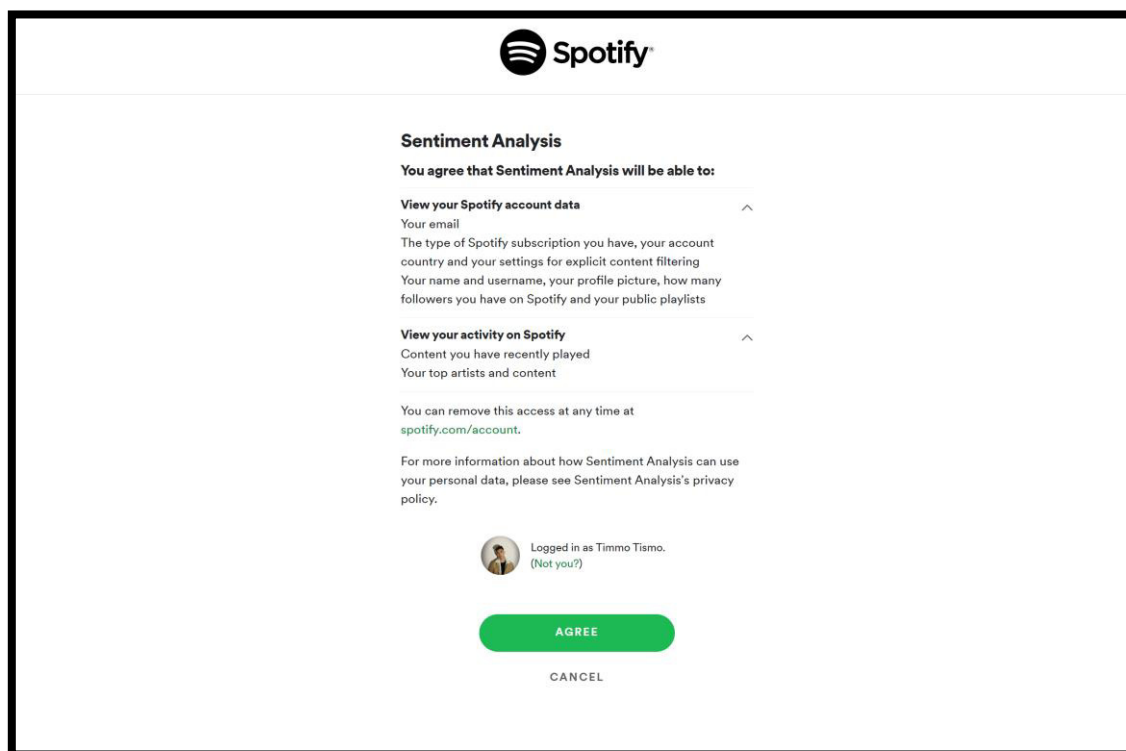 Spotify®
Sentiment Analysis
You agree that Sentiment Analysis will be able to:
View your Spotify account data
Your email
The type of Spotify subscription you have, your account
country and your settings for explicit content filtering
Your name and username, your profile picture, how many
followers you have on Spotify and your public playlists
View your activity on Spotify
Content you have recently played
Your top artists and content
You can remove this access at any time at
spotify.com/account.
For more information about how Sentiment Analysis can use
your personal data, please see Sentiment Analysis's privacy
policy.
Logged in as Timmo Tismo.
(Not you?)
AGREE
CANCEL